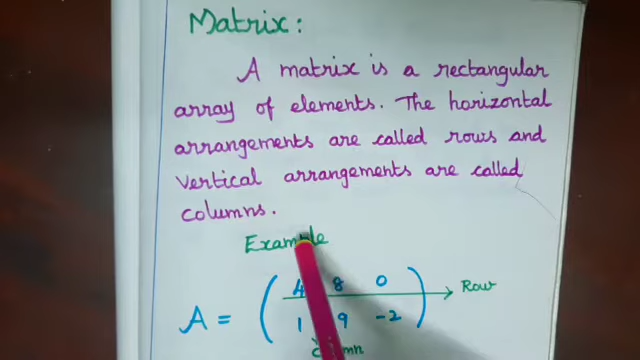 Matrix:
A matrix is a rectangular
array of elements. The horizontal
arrangements are called rows and
vertical arrangements are called
columns.
Example
A = ( 4 8 0 ) → Row
1 9 -2